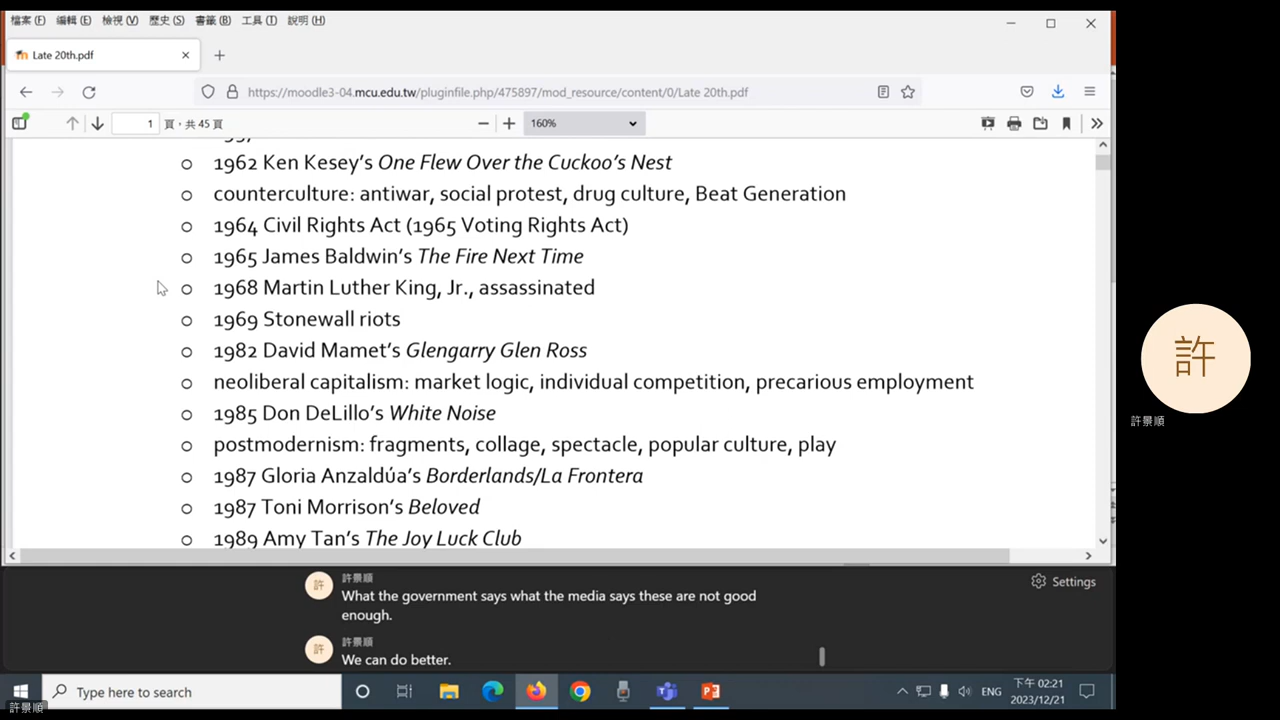 檔案 (F) 編輯 (E) 檢視 (V) 歷史 (S) 書籤 (B) 工具 (T) 說明 (H)
Late 20th.pdf
https://moodle3-04.mcu.edu.tw/pluginfile.php/475897/mod_resource/content/0/Late 20th.pdf
1 頁，共 45 頁 160%
1962 Ken Kesey's One Flew Over the Cuckoo's Nest
counterculture: antiwar, social protest, drug culture, Beat Generation
1964 Civil Rights Act (1965 Voting Rights Act)
1965 James Baldwin's The Fire Next Time
1968 Martin Luther King, Jr., assassinated
1969 Stonewall riots
1982 David Mamet's Glengarry Glen Ross
neoliberal capitalism: market logic, individual competition, precarious employment
1985 Don DeLillo's White Noise
postmodernism: fragments, collage, spectacle, popular culture, play
1987 Gloria Anzaldúa's Borderlands/La Frontera
1987 Toni Morrison's Beloved
1989 Amy Tan's The Joy Luck Club
許
許景順
許 許景順
What the government says what the media says these are not good
enough.
Settings
許 許景順
We can do better.
Type here to search
ENG
下午 02:21
2023/12/21
許景順